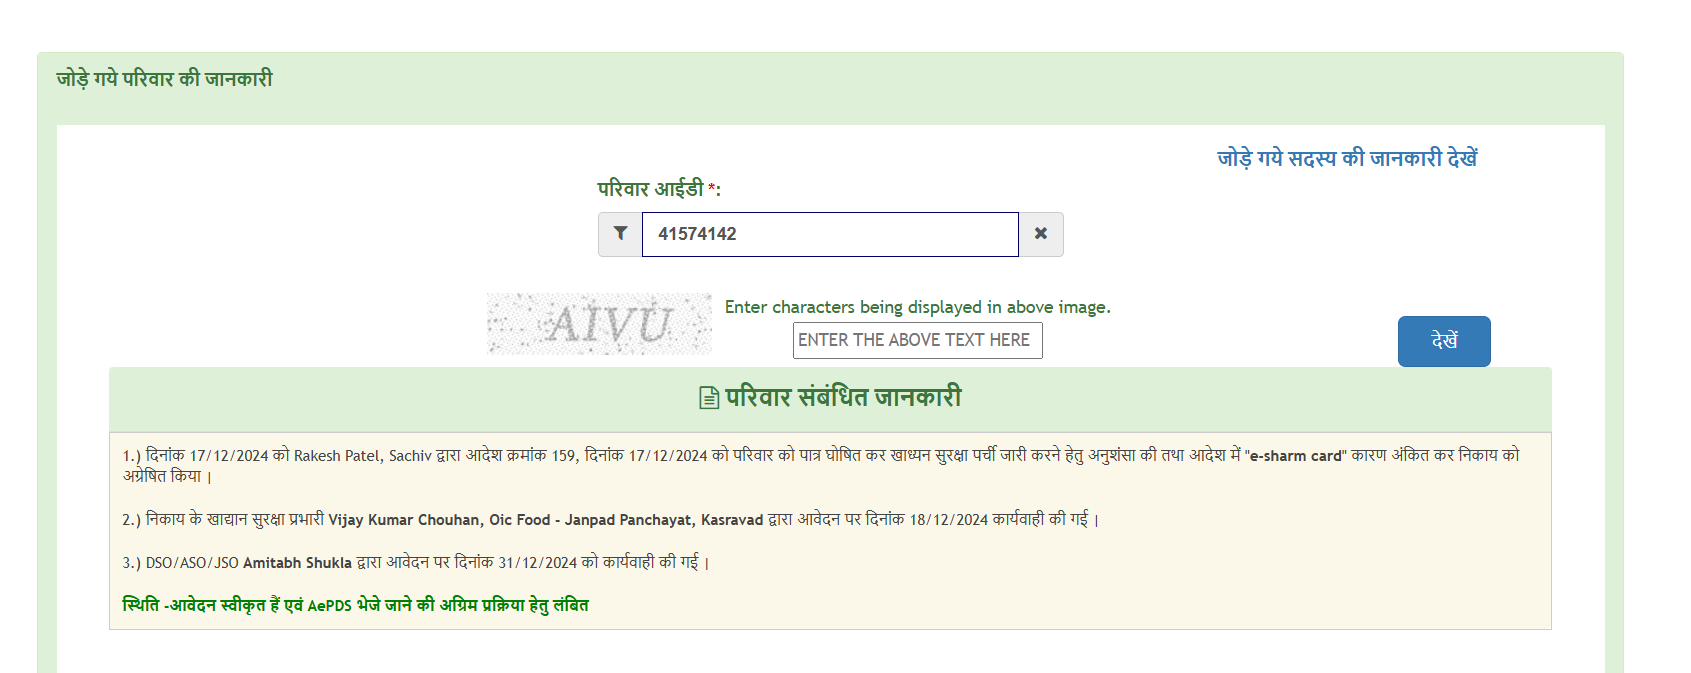 जोड़े गये परिवार की जानकारी
जोड़े गये सदस्य की जानकारी देखें
परिवार आईडी *:
41574142
AIVU
Enter characters being displayed in above image.
ENTER THE ABOVE TEXT HERE
देखें
परिवार संबंधित जानकारी
1.) दिनांक 17/12/2024 को Rakesh Patel, Sachiv द्वारा आदेश क्रमांक 159, दिनांक 17/12/2024 को परिवार को पात्र घोषित कर खाध्यन सुरक्षा पर्ची जारी करने हेतु अनुशंसा की तथा आदेश में "e-sharm card" कारण अंकित कर निकाय को
अग्रेषित किया |
2.) निकाय के खाद्यान सुरक्षा प्रभारी Vijay Kumar Chouhan, Oic Food - Janpad Panchayat, Kasravad द्वारा आवेदन पर दिनांक 18/12/2024 कार्यवाही की गई |
3.) DSO/ASO/JSO Amitabh Shukla द्वारा आवेदन पर दिनांक 31/12/2024 को कार्यवाही की गई |
स्थिति -आवेदन स्वीकृत हैं एवं AePDS भेजे जाने की अग्रिम प्रक्रिया हेतु लंबित